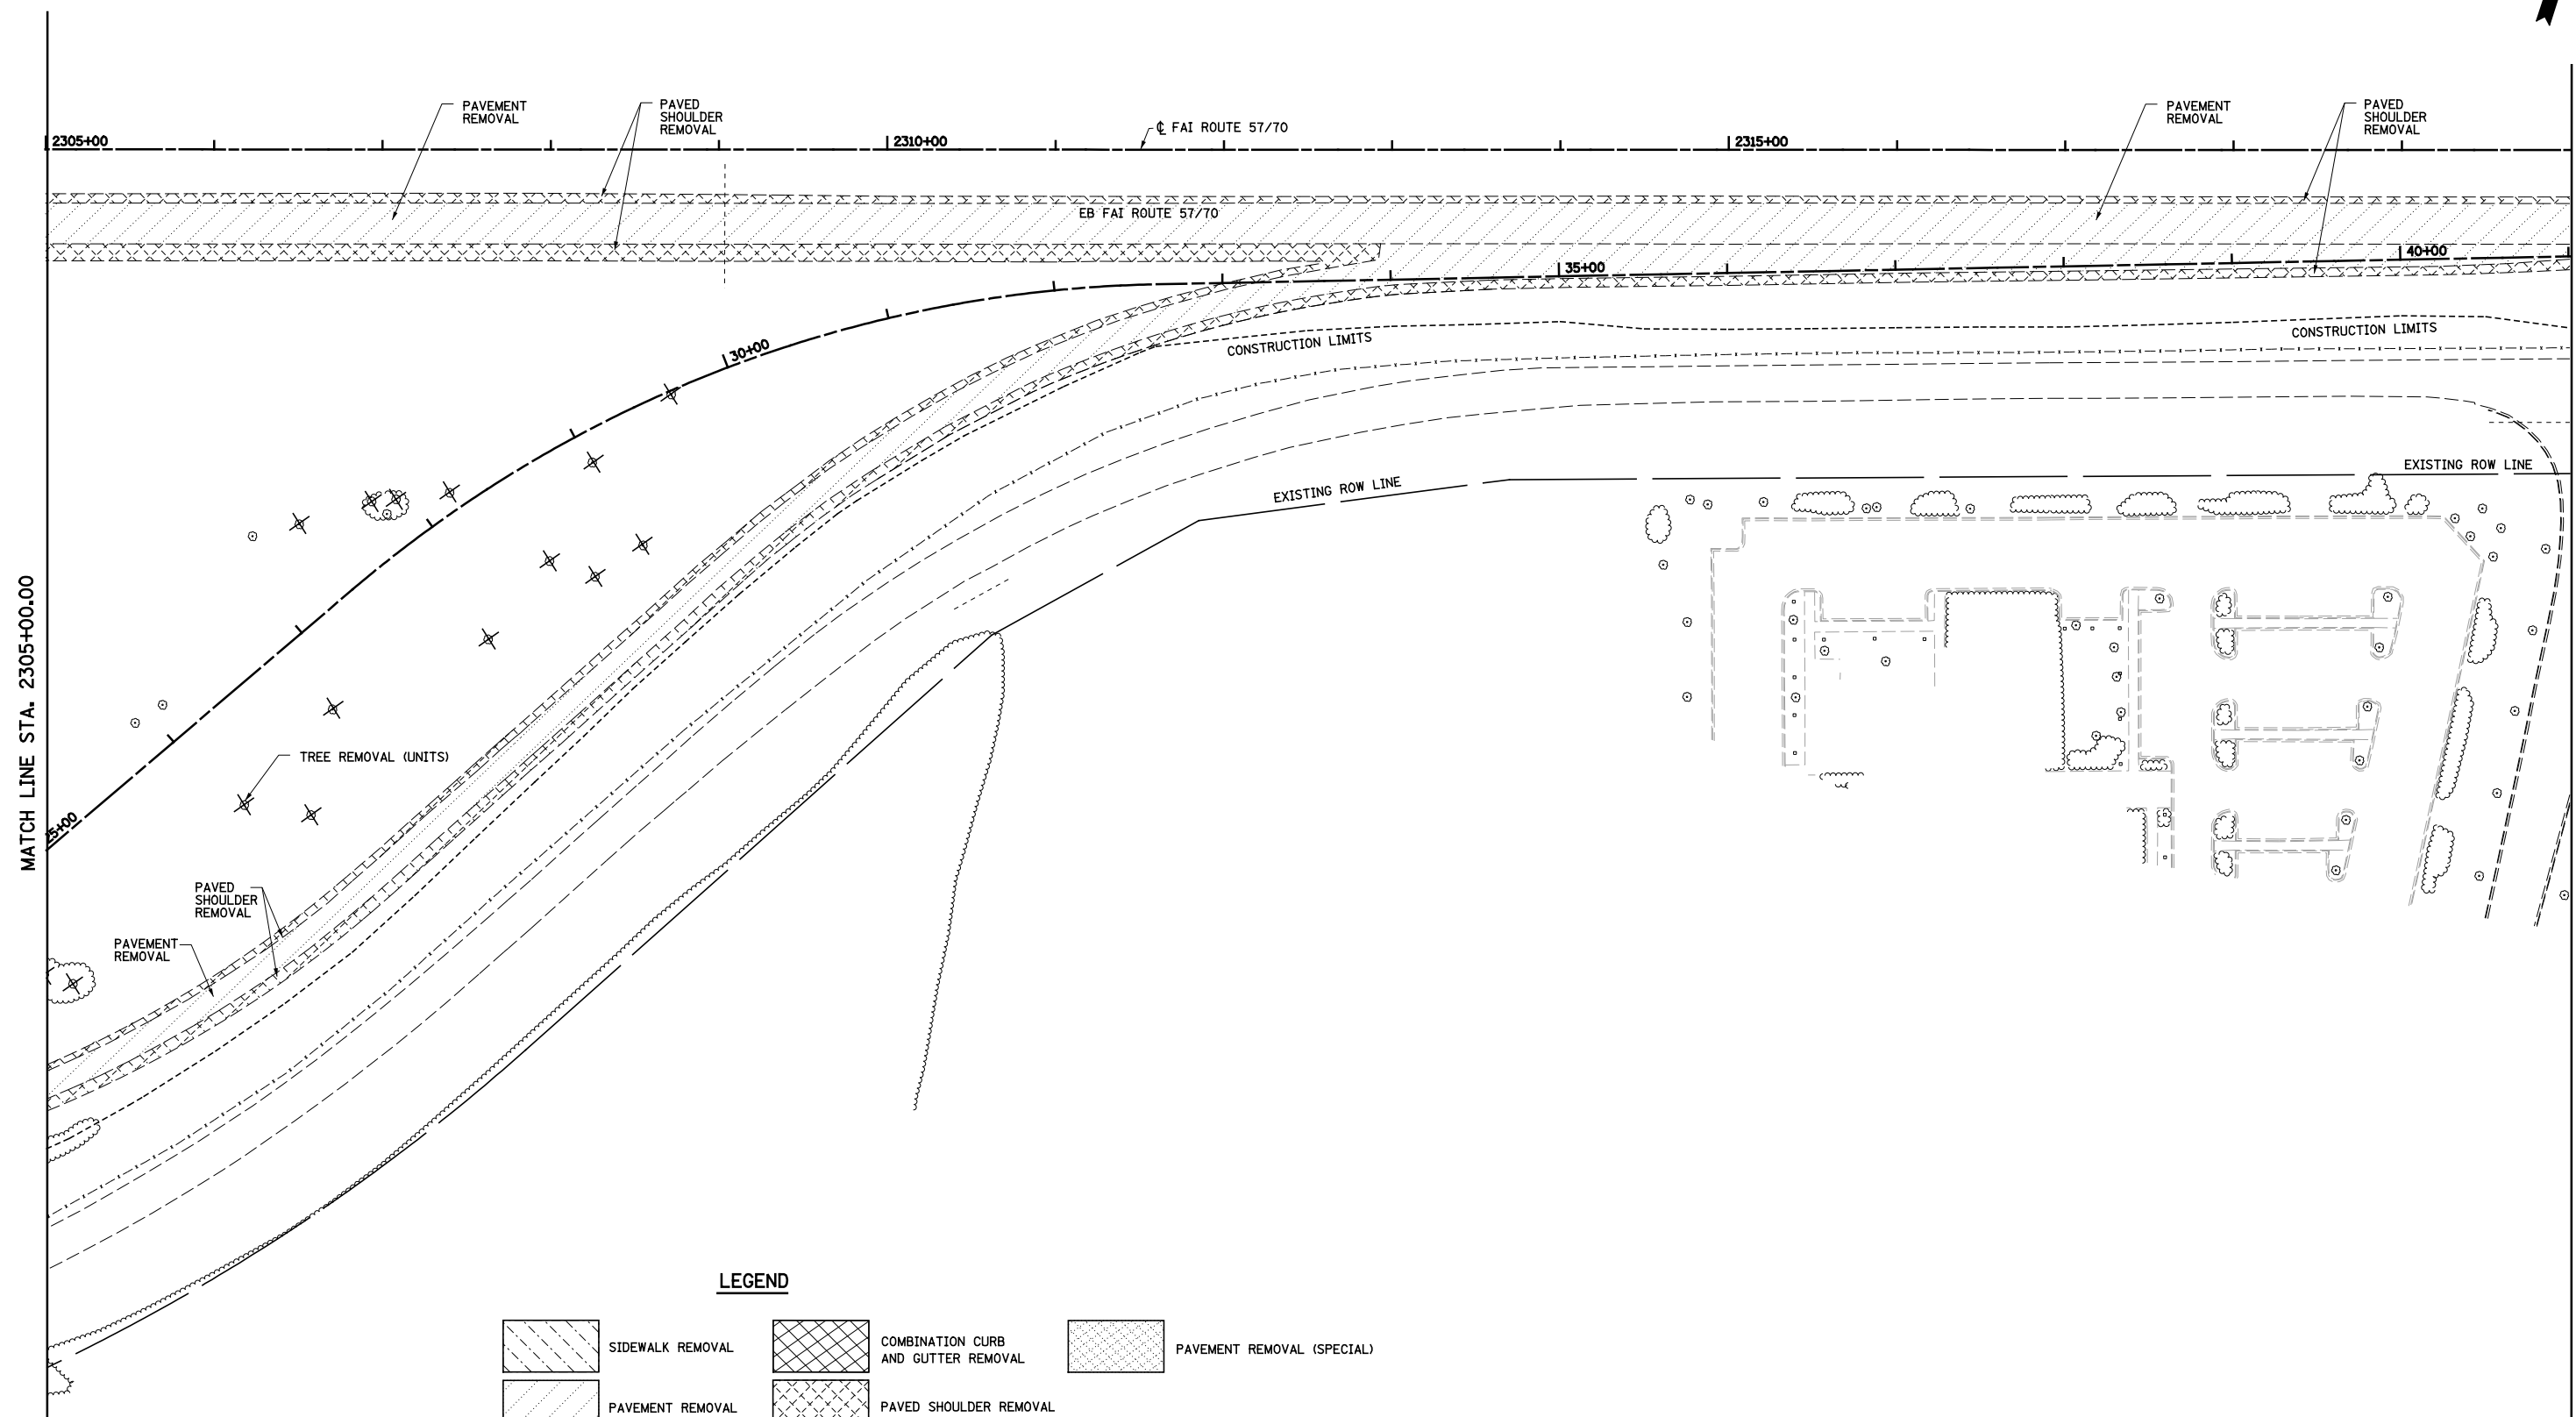 PAVEMENT
REMOVAL
PAVED
SHOULDER
REMOVAL
℄ FAI ROUTE 57/70
PAVEMENT
REMOVAL
PAVED
SHOULDER
REMOVAL
2305+00
2310+00
2315+00
EB FAI ROUTE 57/70
40+00
35+00
30+00
25+00
CONSTRUCTION LIMITS
CONSTRUCTION LIMITS
EXISTING ROW LINE
EXISTING ROW LINE
MATCH LINE STA. 2305+00.00
TREE REMOVAL (UNITS)
PAVED
SHOULDER
REMOVAL
PAVEMENT
REMOVAL
LEGEND
SIDEWALK REMOVAL
COMBINATION CURB
AND GUTTER REMOVAL
PAVEMENT REMOVAL (SPECIAL)
PAVEMENT REMOVAL
PAVED SHOULDER REMOVAL